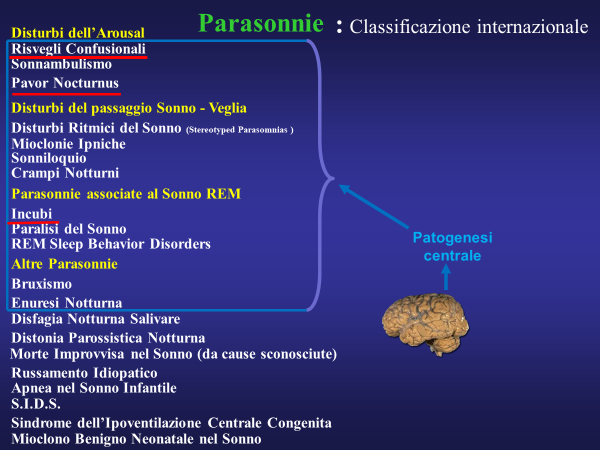 Parasonnie : Classificazione internazionale
Disturbi dell'Arousal
Risvegli Confusionali
Sonnambulismo
Pavor Nocturnus
Disturbi del passaggio Sonno - Veglia
Disturbi Ritmici del Sonno (Stereotyped Parasomnias )
Mioclonie Ipniche
Sonniloquio
Crampi Notturni
Parasonnie associate al Sonno REM
Incubi
Paralisi del Sonno
REM Sleep Behavior Disorders
Altre Parasonnie
Bruxismo
Enuresi Notturna
Disfagia Notturna Salivare
Distonia Parossistica Notturna
Morte Improvvisa nel Sonno (da cause sconosciute)
Russamento Idiopatico
Apnea nel Sonno Infantile
S.I.D.S.
Sindrome dell'Ipoventilazione Centrale Congenita
Mioclono Benigno Neonatale nel Sonno
Patogenesi
centrale